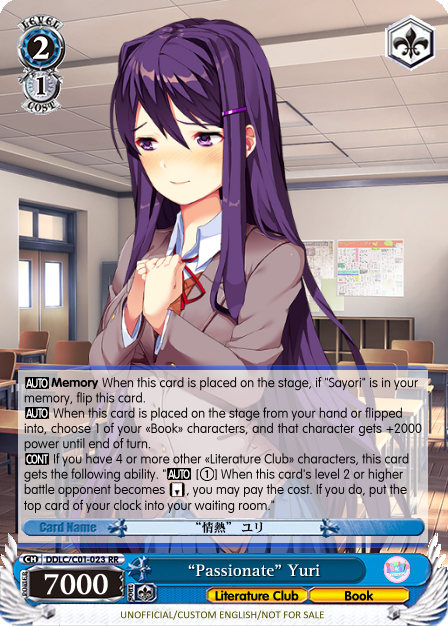 LEVEL
2
1
COST
AUTO Memory When this card is placed on the stage, if "Sayori" is in your
memory, flip this card.
AUTO When this card is placed on the stage from your hand or flipped
into, choose 1 of your «Book» characters, and that character gets +2000
power until end of turn.
CONT If you have 4 or more other «Literature Club» characters, this card
gets the following ability. "AUTO [①] When this card's level 2 or higher
battle opponent becomes , you may pay the cost. If you do, put the
top card of your clock into your waiting room."
Card Name
“情熱” ユリ
CH DDLC/C01-023 RR
POWER 7000 SOUL “Passionate” Yuri
Literature Club Book
UNOFFICIAL/CUSTOM ENGLISH/NOT FOR SALE